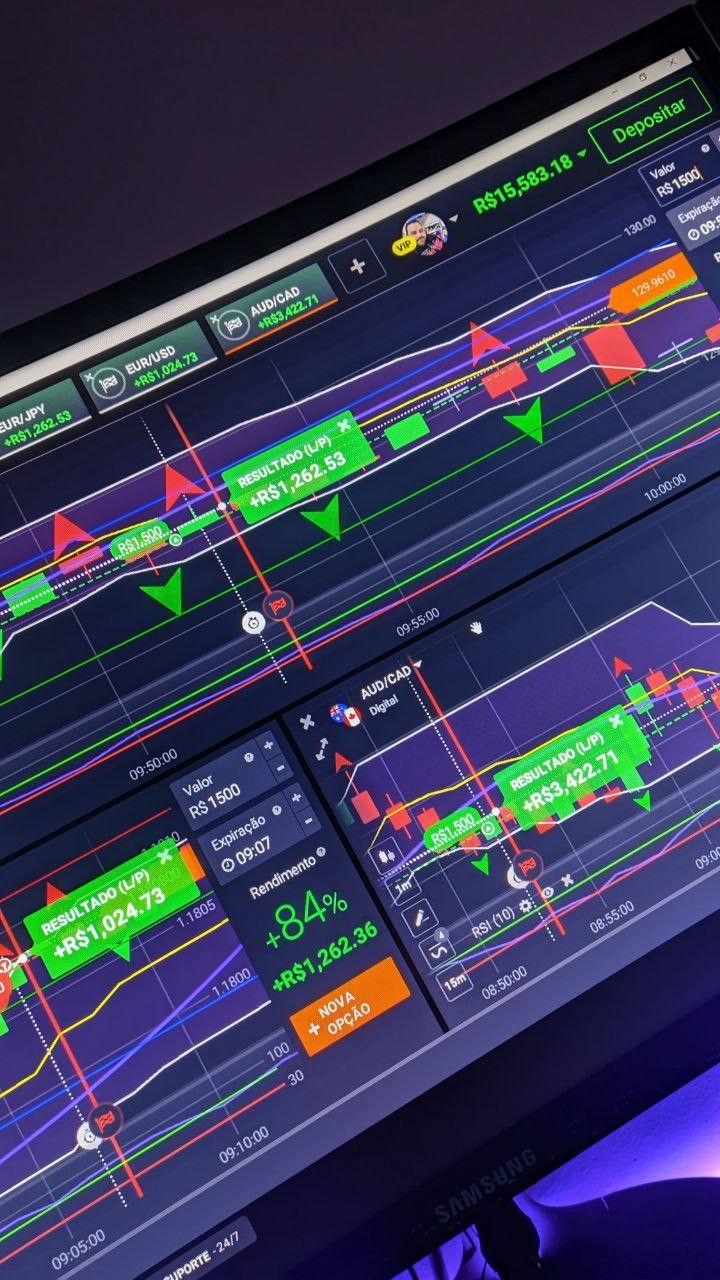 Depositar
R$15,583.18
VIP
Valor
R$1500
Expiração
AUD/CAD
+R$3,422.71
EUR/USD
+R$1,024.73
EUR/JPY
+R$1,262.53
130.00
129.9610
RESULTADO (L/P)
+R$1,262.53
R$1,500
10:00:00
09:55:00
09:50:00
AUD/CAD
Digital
RESULTADO (L/P)
+R$3,422.71
R$1,500
1m
RSI (10)
4
15m
08:50:00
08:55:00
Valor
R$1500
Expiração
09:07
Rendimento
+84%
+R$1,262.36
+ NOVA
OPÇÃO
RESULTADO (L/P)
+R$1,024.73
1.1805
1.1800
100
30
09:10:00
09:05:00
SUPORTE - 24/7
SAMSUNG